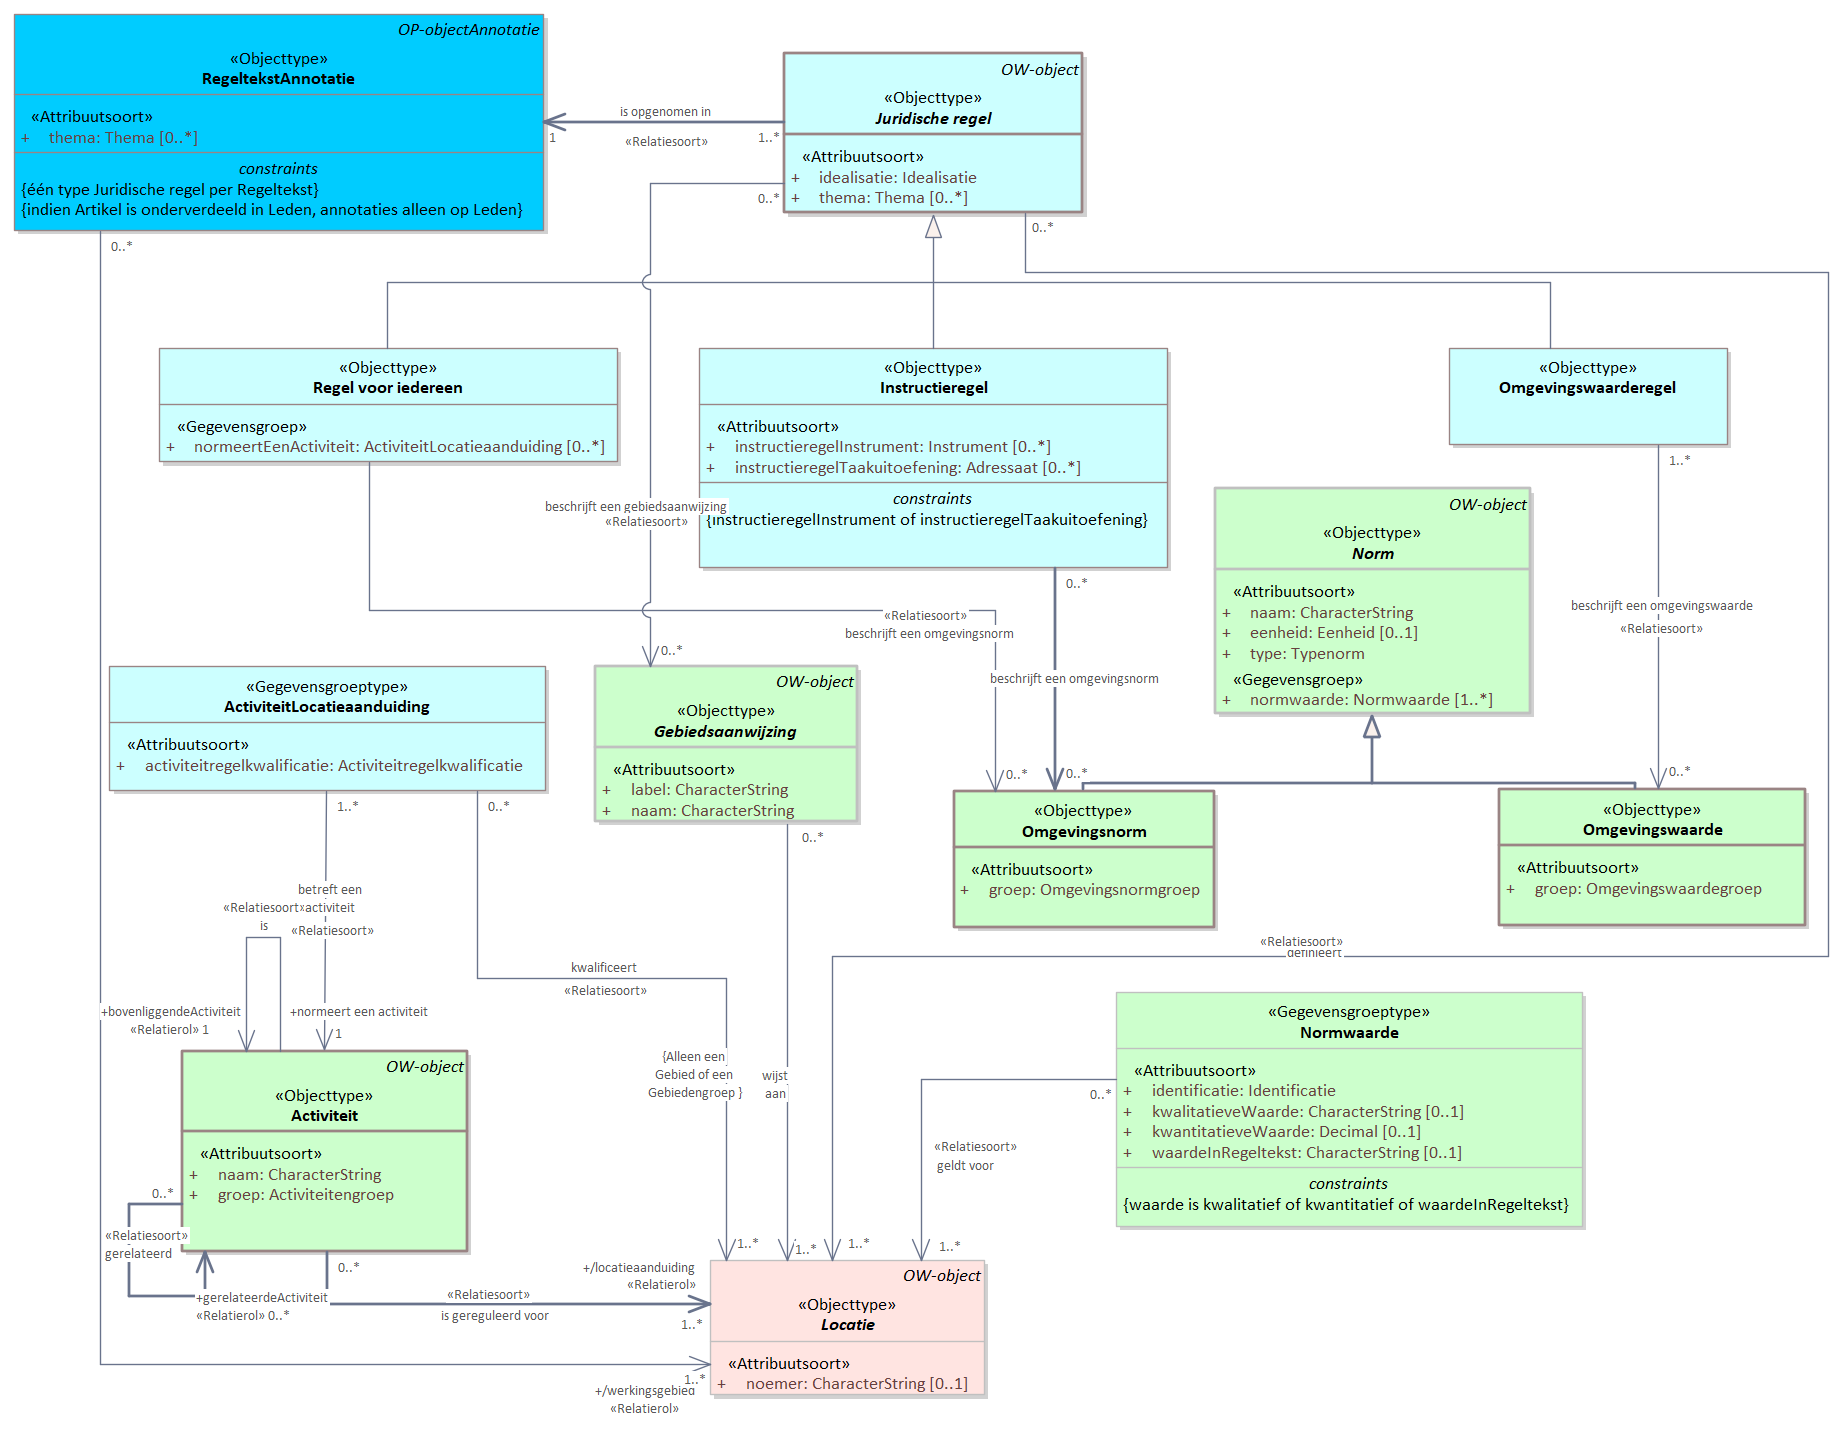 OP-objectAnnotatie
«Objecttype»
RegeltekstAnnotatie
«Attribuutsoort»
+ thema: Thema [0..*]
constraints
{één type Juridische regel per Regeltekst}
{indien Artikel is onderverdeeld in Leden, annotaties alleen op Leden}
0..*
is opgenomen in
1
«Relatiesoort»
1..*
OW-object
«Objecttype»
Juridische regel
«Attribuutsoort»
+ idealisatie: Idealisatie
+ thema: Thema [0..*]
0..*
0..*
«Objecttype»
Regel voor iedereen
«Gegevensgroep»
+ normeertEenActiviteit: ActiviteitLocatieaanduiding [0..*]
«Objecttype»
Instructieregel
«Attribuutsoort»
+ instructieregelInstrument: Instrument [0..*]
+ instructieregelTaakuitoefening: Adressaat [0..*]
constraints
{instructieregelInstrument of instructieregelTaakuitoefening}
0..*
«Objecttype»
Omgevingswaarderegel
1..*
beschrijft een gebiedsaanwijzing
«Relatiesoort»
0..*
«Relatiesoort»
beschrijft een omgevingsnorm
0..*
beschrijft een omgevingsnorm
0..*
OW-object
«Objecttype»
Norm
«Attribuutsoort»
+ naam: CharacterString
+ eenheid: Eenheid [0..1]
+ type: Typenorm
«Gegevensgroep»
+ normwaarde: Normwaarde [1..*]
beschrijft een omgevingswaarde
«Relatiesoort»
0..*
«Gegevensgroeptype»
ActiviteitLocatieaanduiding
«Attribuutsoort»
+ activiteitregelkwalificatie: Activiteitregelkwalificatie
1..*
0..*
OW-object
«Objecttype»
Gebiedsaanwijzing
«Attribuutsoort»
+ label: CharacterString
+ naam: CharacterString
0..*
«Objecttype»
Omgevingsnorm
«Attribuutsoort»
+ groep: Omgevingsnormgroep
«Objecttype»
Omgevingswaarde
«Attribuutsoort»
+ groep: Omgevingswaardegroep
betreft een
activiteit
«Relatiesoort»
«Relatiesoort»
is
+bovenliggendeActiviteit
«Relatierol» 1
+normeert een activiteit
1
kwalificeert
«Relatiesoort»
{Alleen een
Gebied of een
Gebiedengroep }
wijst
aan
«Relatiesoort»
definieert
«Gegevensgroeptype»
Normwaarde
«Attribuutsoort»
+ identificatie: Identificatie
+ kwalitatieveWaarde: CharacterString [0..1]
+ kwantitatieveWaarde: Decimal [0..1]
+ waardeInRegeltekst: CharacterString [0..1]
constraints
{waarde is kwalitatief of kwantitatief of waardeInRegeltekst}
0..*
«Relatiesoort»
geldt voor
OW-object
«Objecttype»
Activiteit
«Attribuutsoort»
+ naam: CharacterString
+ groep: Activiteitengroep
0..*
«Relatiesoort»
gerelateerd
+gerelateerdeActiviteit
«Relatierol» 0..*
0..*
«Relatiesoort»
is gereguleerd voor
+/locatieaanduiding
«Relatierol»
1..*
1..*
1..*
1..*
1..*
1..*
+/werkingsgebied
«Relatierol»
OW-object
«Objecttype»
Locatie
«Attribuutsoort»
+ noemer: CharacterString [0..1]